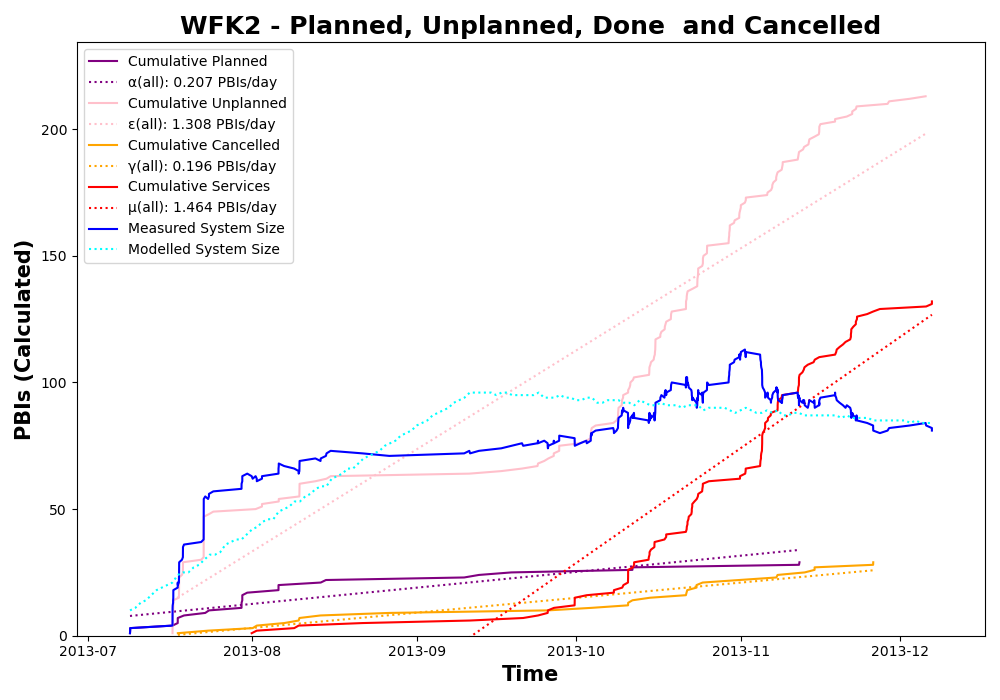 WFK2 - Planned, Unplanned, Done  and Cancelled
Cumulative Planned
α(all): 0.207 PBIs/day
Cumulative Unplanned
ε(all): 1.308 PBIs/day
Cumulative Cancelled
γ(all): 0.196 PBIs/day
Cumulative Services
μ(all): 1.464 PBIs/day
Measured System Size
Modelled System Size
PBIs (Calculated)
200
150
100
50
0
2013-07 2013-08 2013-09 2013-10 2013-11 2013-12
Time